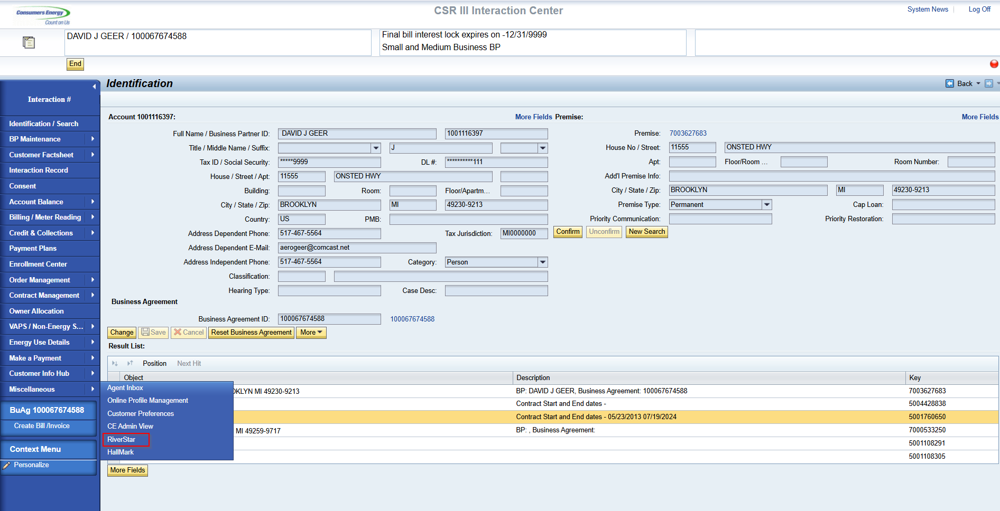 Consumers Energy
Count on Us
CSR III Interaction Center
System News
Log Off
DAVID J GEER / 100067674588
Final bill interest lock expires on -12/31/9999
Small and Medium Business BP
End
Identification
Back
Interaction #
Identification / Search
BP Maintenance
Customer Factsheet
Interaction Record
Consent
Account Balance
Billing / Meter Reading
Credit & Collections
Payment Plans
Enrollment Center
Order Management
Contract Management
Owner Allocation
VAPS / Non-Energy S...
Energy Use Details
Make a Payment
Customer Info Hub
Miscellaneous
BuAg 100067674588
Create Bill /Invoice
Context Menu
Personalize
Account 1001116397: More Fields
Full Name / Business Partner ID: DAVID J GEER 1001116397
Title / Middle Name / Suffix: J
Tax ID / Social Security: *****9999 DL #: **********111
House / Street / Apt: 11555 ONSTED HWY
Building: Room: Floor/Apartm...
City / State / Zip: BROOKLYN MI 49230-9213
Country: US PMB:
Address Dependent Phone: 517-467-5564 Tax Jurisdiction: MI0000000
Address Dependent E-Mail: aerogeer@comcast.net
Address Independent Phone: 517-467-5564 Category: Person
Classification:
Hearing Type: Case Desc:
Premise: More Fields
Premise: 7003627683
House No / Street: 11555 ONSTED HWY
Apt: Floor/Room ... Room Number:
Add'l Premise Info:
City / State / Zip: BROOKLYN MI 49230-9213
Premise Type: Permanent Cap Loan:
Priority Communication: Priority Restoration:
Confirm Unconfirm New Search
Business Agreement
Business Agreement ID: 100067674588 100067674588
Change Save Cancel Reset Business Agreement More
Result List:
Position Next Hit
Object Description Key
OKLYN MI 49230-9213 BP: DAVID J GEER, Business Agreement: 100067674588 7003627683
Contract Start and End dates - 5004428838
Contract Start and End dates - 05/23/2013 07/19/2024 5001760650
MI 49259-9717 BP: , Business Agreement: 7000533250
5001108291
5001108305
Agent Inbox
Online Profile Management
Customer Preferences
CE Admin View
RiverStar
HallMark
More Fields